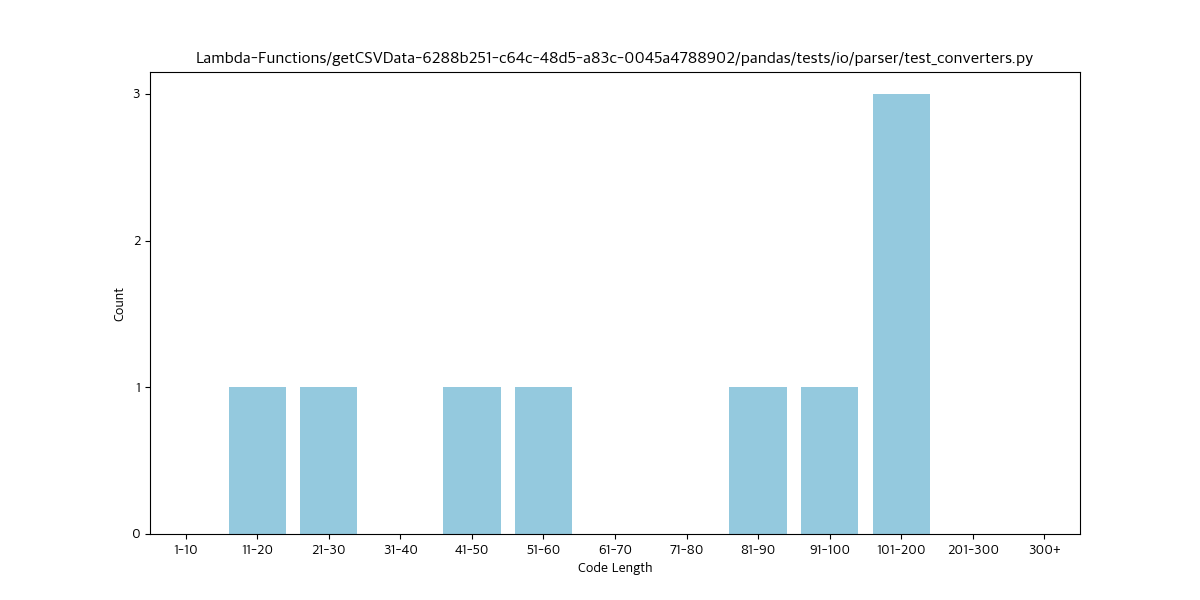 Lambda-Functions/getCSVData-6288b251-c64c-48d5-a83c-0045a4788902/pandas/tests/io/parser/test_converters.py
3
2
1
0
Count
1-10 11-20 21-30 31-40 41-50 51-60 61-70 71-80 81-90 91-100 101-200 201-300 300+
Code Length